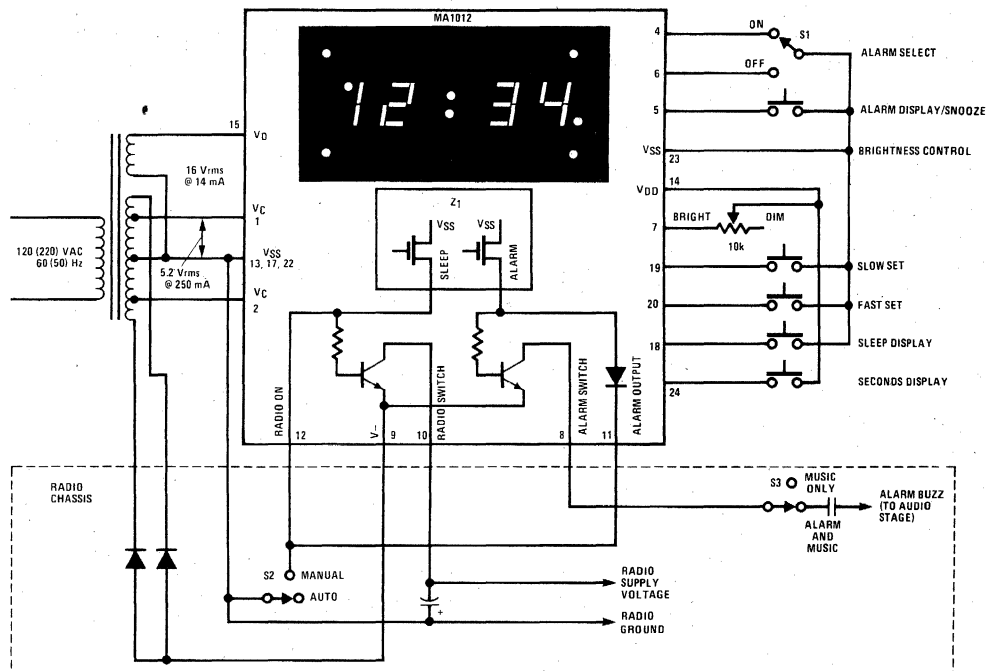 MA1012
12:34
ON
S1
4
ALARM SELECT
OFF
6
5
ALARM DISPLAY/SNOOZE
15
VD
VSS
23
BRIGHTNESS CONTROL
16 Vrms
@ 14 mA
VDD
14
Z1
VC
1
VSS
VSS
7
BRIGHT
DIM
10k
120 (220) VAC
60 (50) Hz
VSS
13, 17, 22
SLEEP
ALARM
19
SLOW SET
5.2 Vrms
@ 250 mA
VC
2
20
FAST SET
18
SLEEP DISPLAY
24
SECONDS DISPLAY
RADIO ON
12
V–
9
10
RADIO SWITCH
8
ALARM SWITCH
11
ALARM OUTPUT
RADIO
CHASSIS
S3
MUSIC
ONLY
ALARM BUZZ
(TO AUDIO
STAGE)
ALARM
AND
MUSIC
S2
MANUAL
AUTO
RADIO
SUPPLY
VOLTAGE
+
RADIO
GROUND